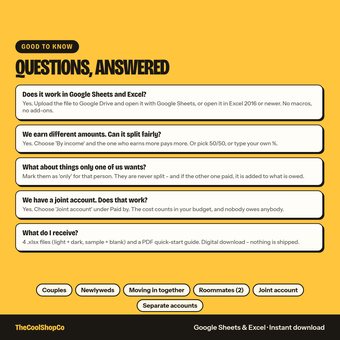 GOOD TO KNOW
QUESTIONS, ANSWERED
Does it work in Google Sheets and Excel?
Yes, Upload the file to Google Drive and open it with Google Sheets, or open it in Excel 2016 or newer. No macros,
no add-ons.
We earn different amounts. Can it split fairly?
Yes, Choose 'By income' and the one who earns more pays more. Or pick 50/50, or type your own %.
What about things only one of us wants?
Mark them as 'only' for that person. They are never split - and if the other one paid, it is added to what is owed.
We have a joint account. Does that work?
Yes, Choose 'Joint account' under Paid by. The cost counts in your budget, and nobody owes anybody.
What do I receive?
4 .xlsx files (light + dark, sample + blank) and a PDF quick-start guide. Digital download - nothing is shipped.
Couples
Newlyweds
Moving in together
Roommates (2)
Joint account
Separate accounts
TheCoolShopCo
Google Sheets & Excel · Instant download